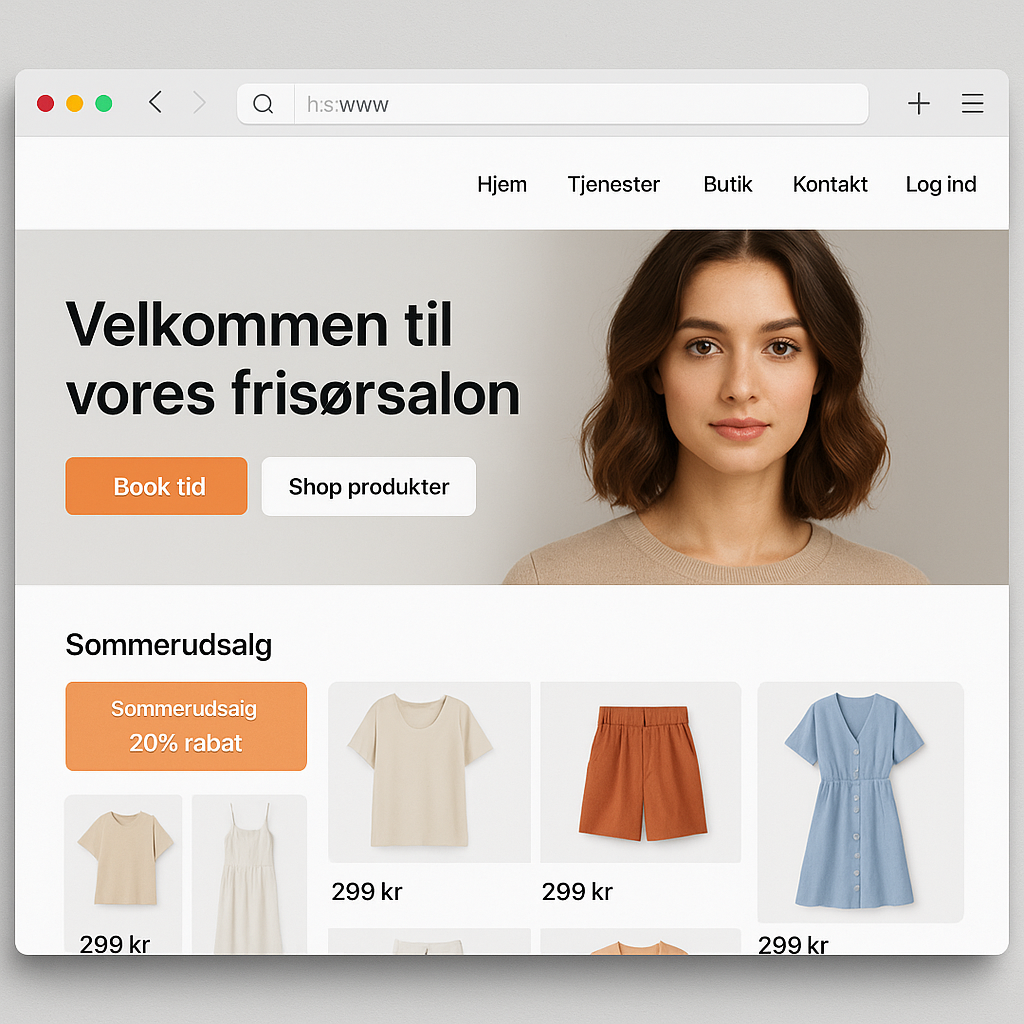 h:s:www
Hjem Tjenester Butik Kontakt Log ind
Velkommen til
vores frisørsalon
Book tid Shop produkter
Sommerudsalg
Sommerudsaig
20% rabat
299 kr 299 kr
299 kr 299 kr